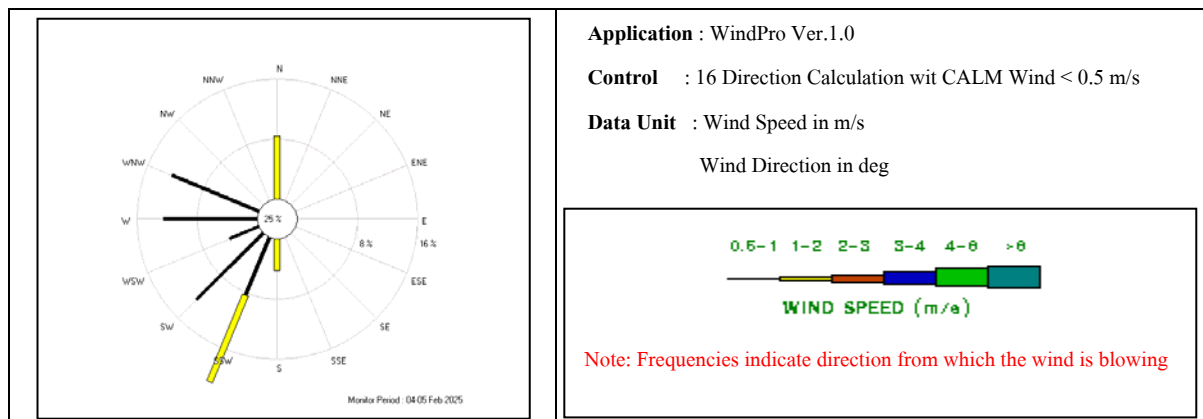 N
NNW
NNE
NW
NE
WNW
ENE
W
25 %
E
8 %
16 %
WSW
ESE
SW
SE
SSW
SSE
S
Monitor Period : 04-05 Feb 2025
Application : WindPro Ver.1.0
Control : 16 Direction Calculation wit CALM Wind < 0.5 m/s
Data Unit : Wind Speed in m/s
Wind Direction in deg
0.5-1 1-2 2-3 3-4 4-6 >6
WIND SPEED (m/s)
Note: Frequencies indicate direction from which the wind is blowing